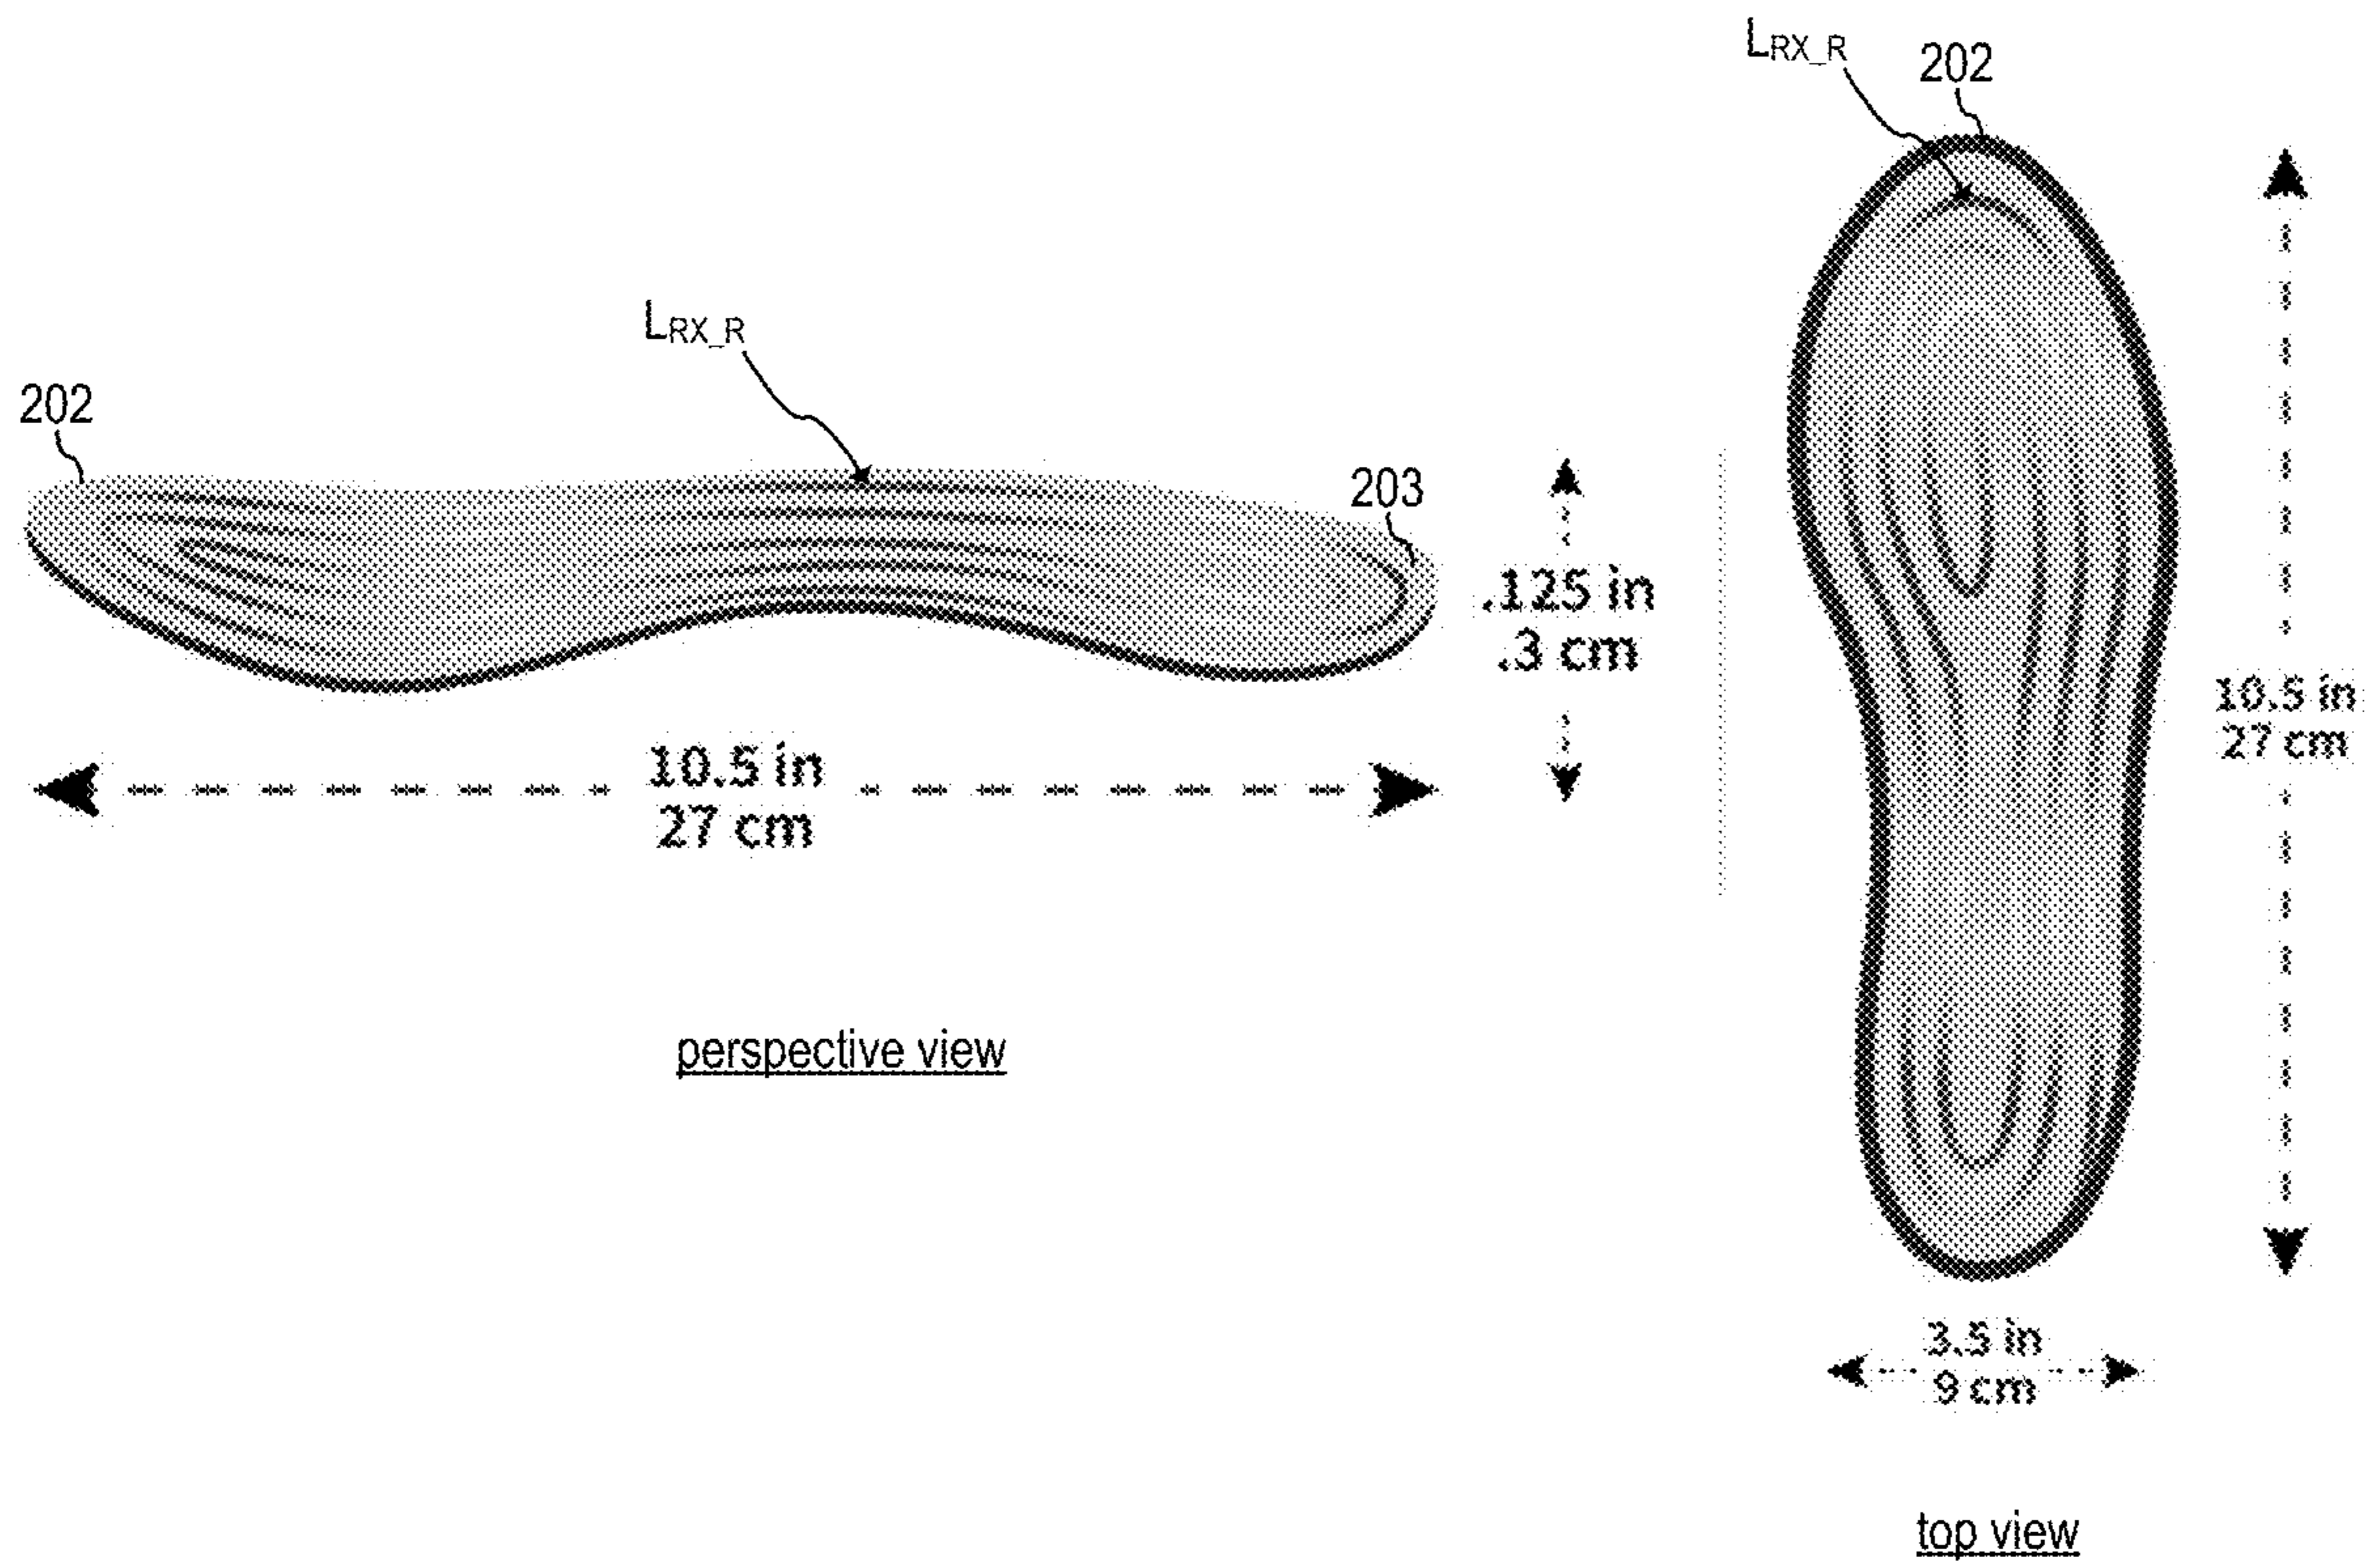 LRX_R
202
203
.125 in
.3 cm
10.5 in
27 cm
perspective view
LRX_R
202
10.5 in
27 cm
3.5 in
9 cm
top view